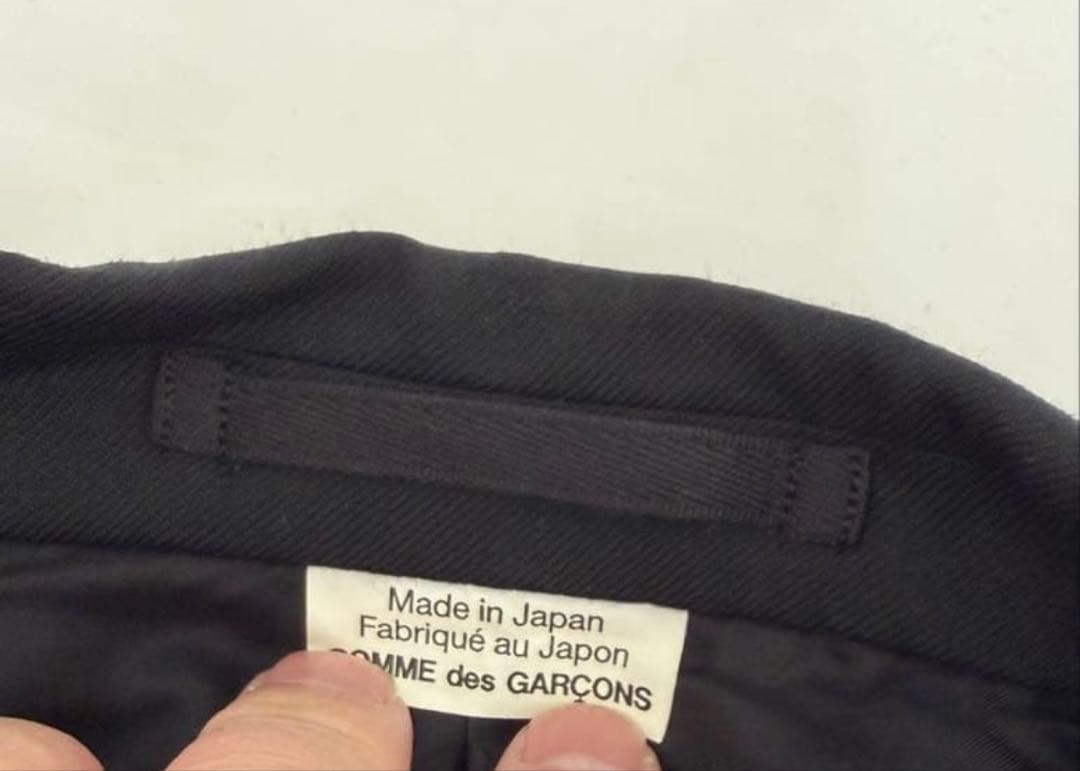 Made in Japan
Fabriqué au Japon
COMME des GARÇONS